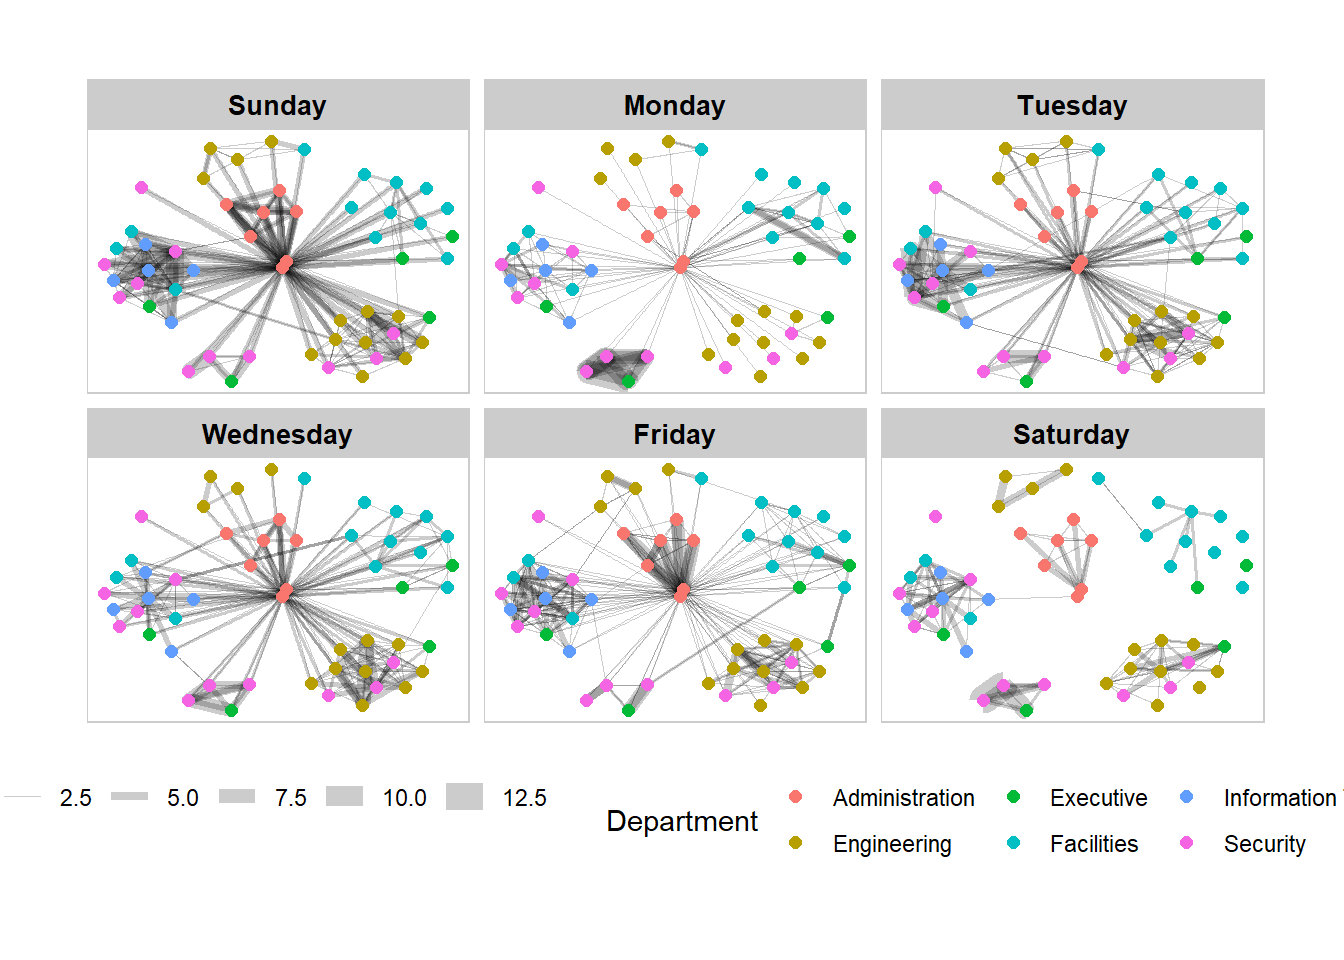 Sunday
Monday
Tuesday
Wednesday
Friday
Saturday
2.5
5.0
7.5
10.0
12.5
Department
Administration
Executive
Information
Engineering
Facilities
Security